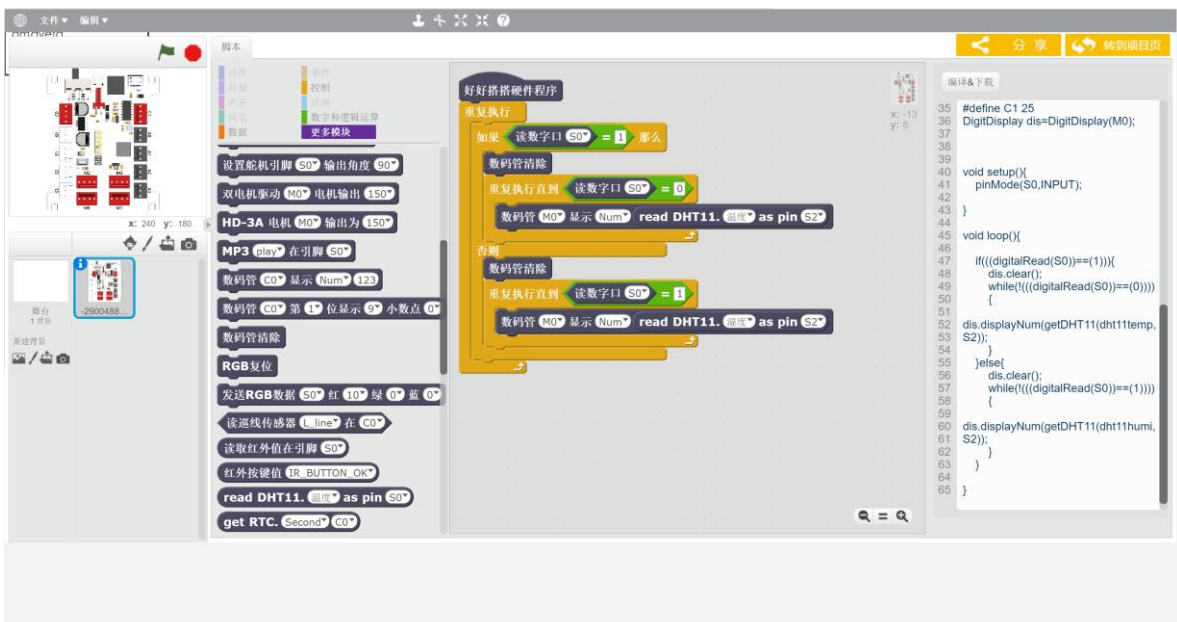 文件▼ 编辑▼
分 享
转到项目页
脚本
动作
事件
外观
控制
声音
侦测
画笔
数字和逻辑运算
数据
更多模块
x: 240 y: 180
舞台
1 背景
-2900488...
新建背景
设置舵机引脚 S0 输出角度 90
双电机驱动 M0 电机输出 150
HD-3A 电机 M0 输出为 150
MP3 play 在引脚 S0
数码管 C0 显示 Num 123
数码管 C0 第 1 位显示 9 小数点 0
数码管清除
RGB复位
发送RGB数据 S0 红 10 绿 0 蓝 0
读巡线传感器 L_line 在 C0
读取红外值在引脚 S0
红外按键值 IR_BUTTON_OK
read DHT11. 温度 as pin S0
get RTC. Second C0
好好搭搭硬件程序
重复执行
如果 读数字口 S0 = 1 那么
数码管清除
重复执行直到 读数字口 S0 = 0
数码管 M0 显示 Num read DHT11. 温度 as pin S2
否则
数码管清除
重复执行直到 读数字口 S0 = 1
数码管 M0 显示 Num read DHT11. 湿度 as pin S2
x: -13
y: 6
编译&下载
35 #define C1 25
36 DigitDisplay dis=DigitDisplay(M0);
37
38
39
40 void setup(){
41 pinMode(S0,INPUT);
42
43 }
44
45 void loop(){
46
47 if(((digitalRead(S0))==(1))){
48 dis.clear();
49 while(!(((digitalRead(S0))==(0))))
50 {
51
52 dis.displayNum(getDHT11(dht11temp,
53 S2));
54 }
55 }else{
56 dis.clear();
57 while(!(((digitalRead(S0))==(1))))
58 {
59
60 dis.displayNum(getDHT11(dht11humi,
61 S2));
62 }
63 }
64
65 }